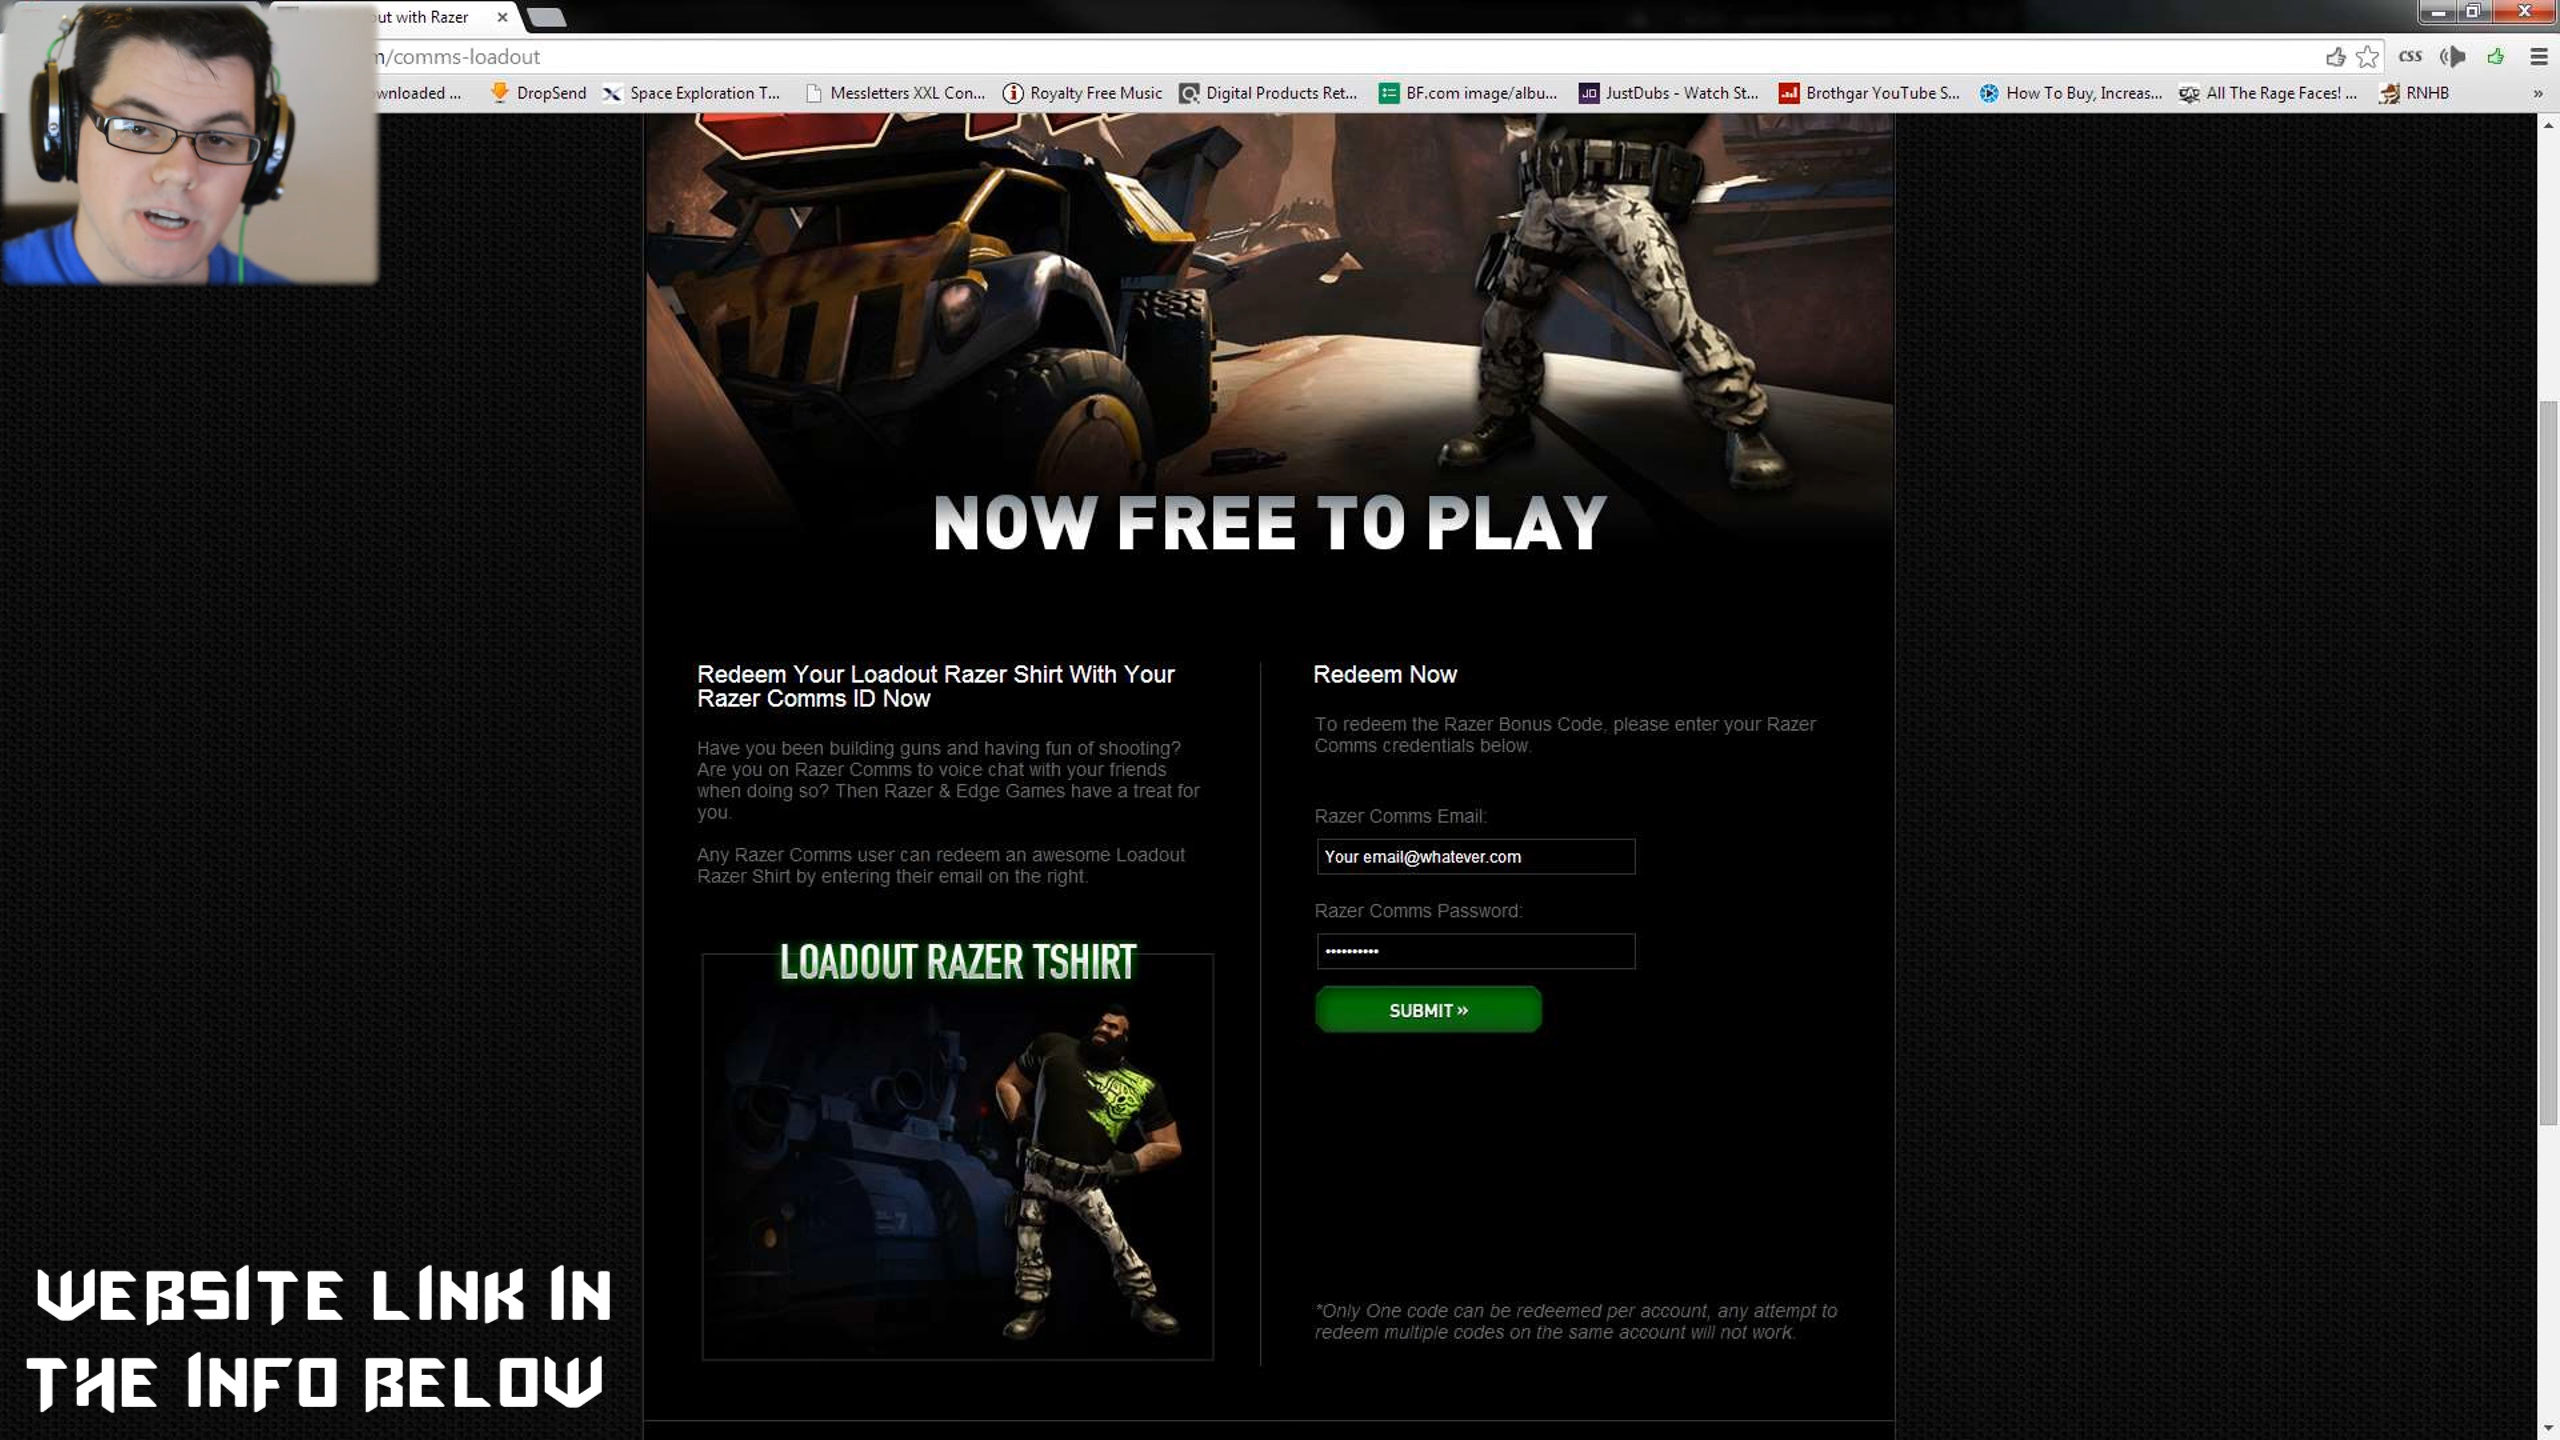 out with Razer
m/comms-loadout
CSS
wnloaded ...
DropSend
Space Exploration T...
Messletters XXL Con...
Royalty Free Music
Digital Products Ret...
BF.com image/albu...
JustDubs - Watch St...
Brothgar YouTube S...
How To Buy, Increas...
All The Rage Faces! ...
RNHB
»
NOW FREE TO PLAY
Redeem Your Loadout Razer Shirt With Your
Razer Comms ID Now
Have you been building guns and having fun of shooting?
Are you on Razer Comms to voice chat with your friends
when doing so? Then Razer & Edge Games have a treat for
you.
Any Razer Comms user can redeem an awesome Loadout
Razer Shirt by entering their email on the right.
LOADOUT RAZER TSHIRT
Redeem Now
To redeem the Razer Bonus Code, please enter your Razer
Comms credentials below.
Razer Comms Email:
Your email@whatever.com
Razer Comms Password:
••••••••••
SUBMIT »
*Only One code can be redeemed per account, any attempt to
redeem multiple codes on the same account will not work.
WEBSITE LINK IN
THE INFO BELOW